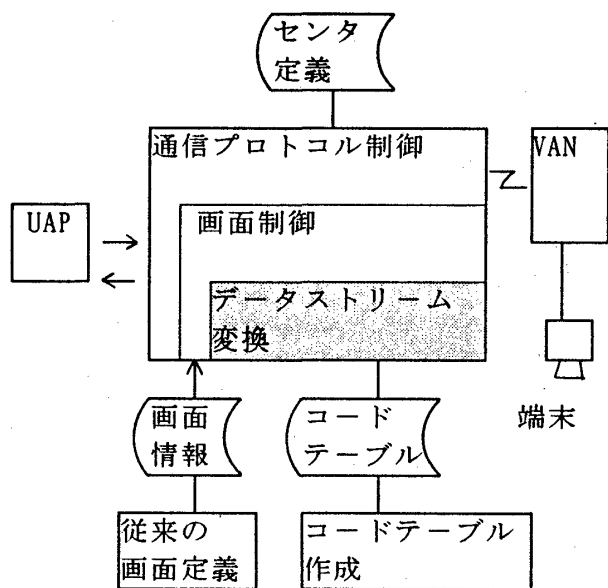 センタ
定義
通信プロトコル制御
VAN
UAP
画面制御
データストリーム
変換
端末
画面
情報
コード
テーブル
従来の
画面定義
コードテーブル
作成